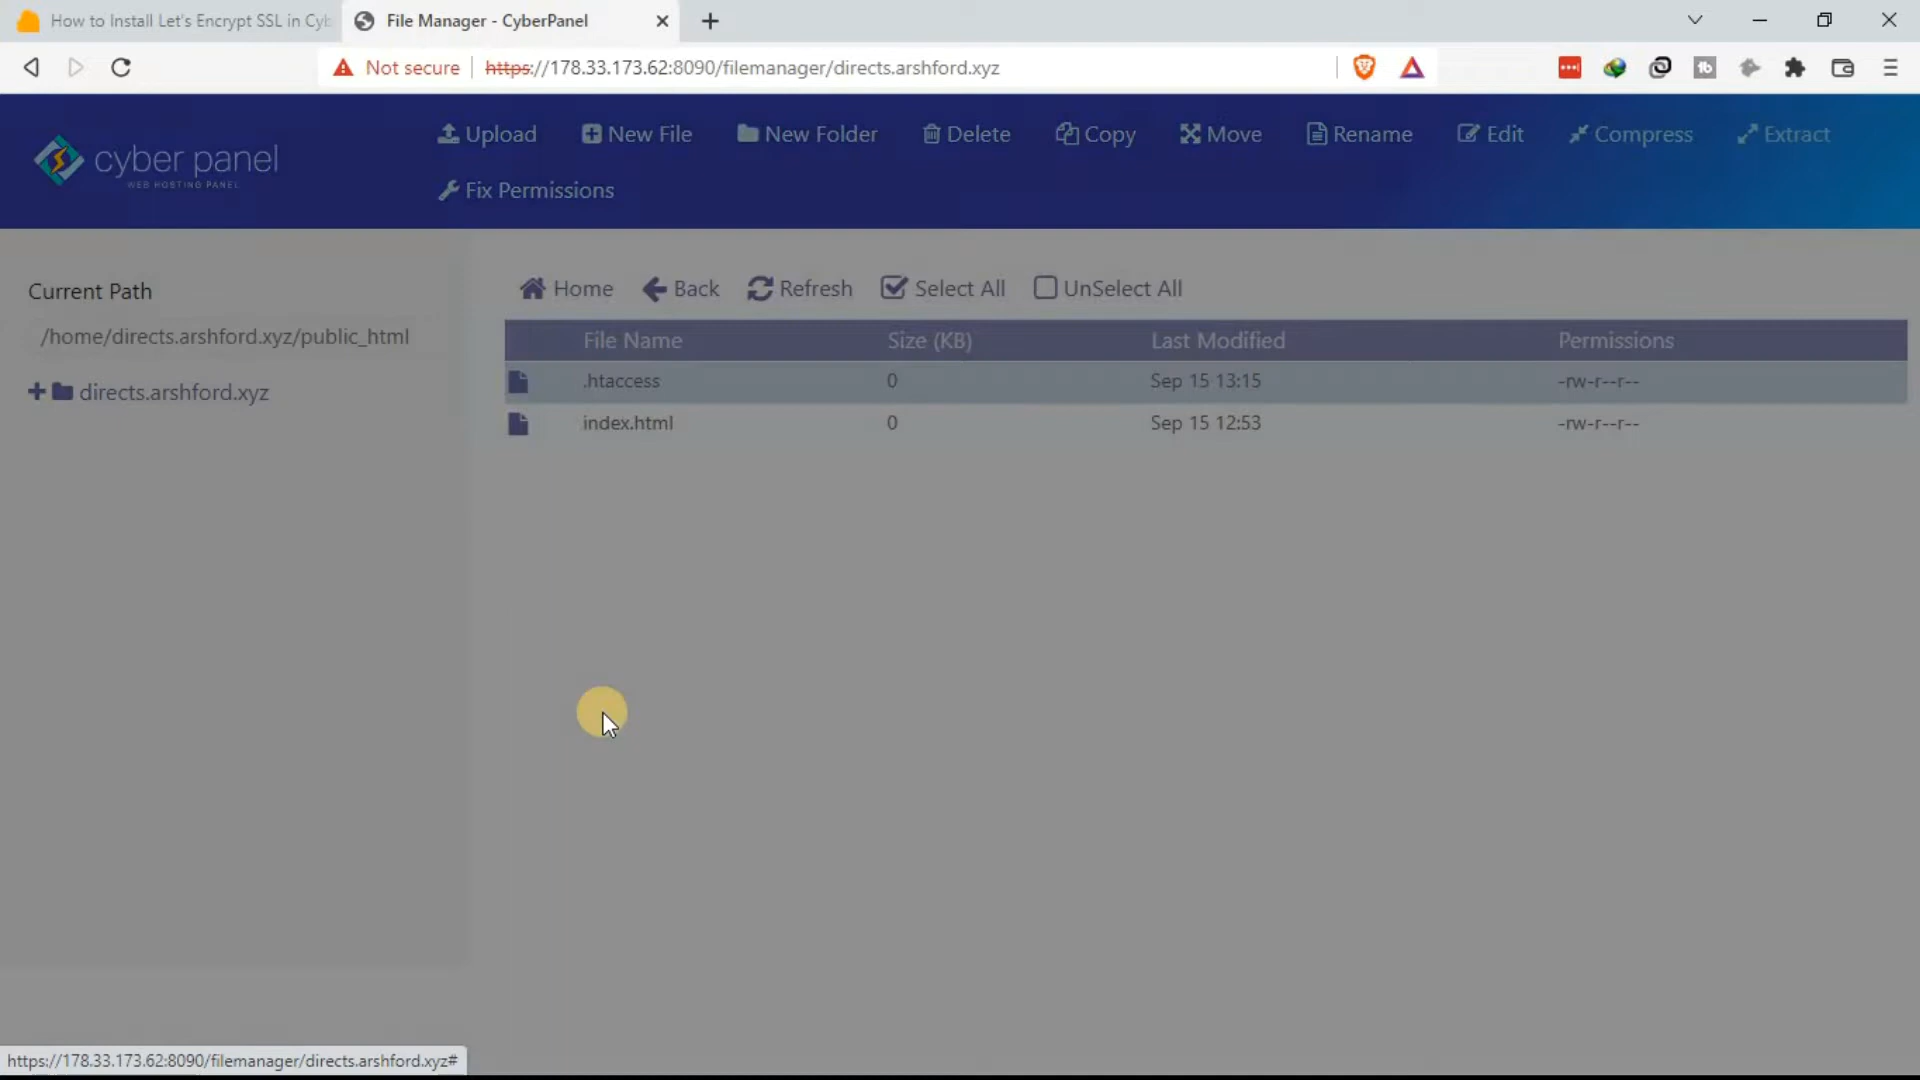 How to Install Let's Encrypt SSL in Cyb
File Manager - CyberPanel
Not secure
https://178.33.173.62:8090/filemanager/directs.arshford.xyz
cyber panel
WEB HOSTING PANEL
Upload
New File
New Folder
Delete
Copy
Move
Rename
Edit
Compress
Extract
Fix Permissions
Current Path
/home/directs.arshford.xyz/public_html
directs.arshford.xyz
Home
Back
Refresh
Select All
UnSelect All
File Name Size (KB) Last Modified Permissions
.htaccess 0 Sep 15 13:15 -rw-r--r--
index.html 0 Sep 15 12:53 -rw-r--r--
https://178.33.173.62:8090/filemanager/directs.arshford.xyz#